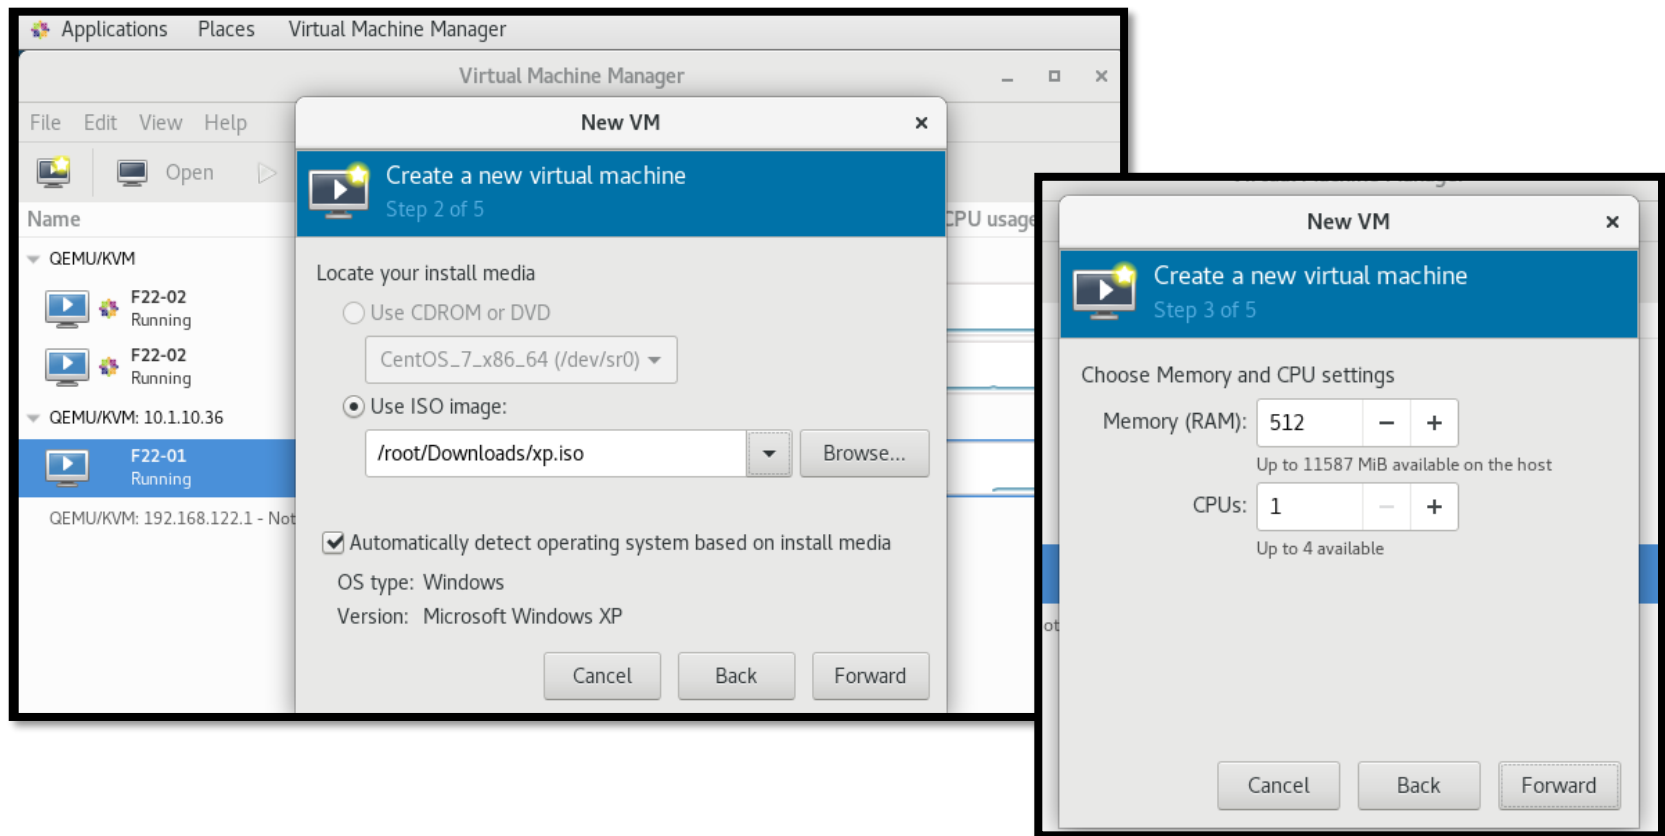 Applications Places Virtual Machine Manager
Virtual Machine Manager
File Edit View Help
Open
Name
CPU usage
QEMU/KVM
F22-02
Running
F22-02
Running
QEMU/KVM: 10.1.10.36
F22-01
Running
QEMU/KVM: 192.168.122.1 - Not
New VM
Create a new virtual machine
Step 2 of 5
Locate your install media
Use CDROM or DVD
CentOS_7_x86_64 (/dev/sr0)
Use ISO image:
/root/Downloads/xp.iso
Browse...
Automatically detect operating system based on install media
OS type: Windows
Version: Microsoft Windows XP
Cancel Back Forward
New VM
Create a new virtual machine
Step 3 of 5
Choose Memory and CPU settings
Memory (RAM): 512
Up to 11587 MiB available on the host
CPUs: 1
Up to 4 available
ot
Cancel Back Forward